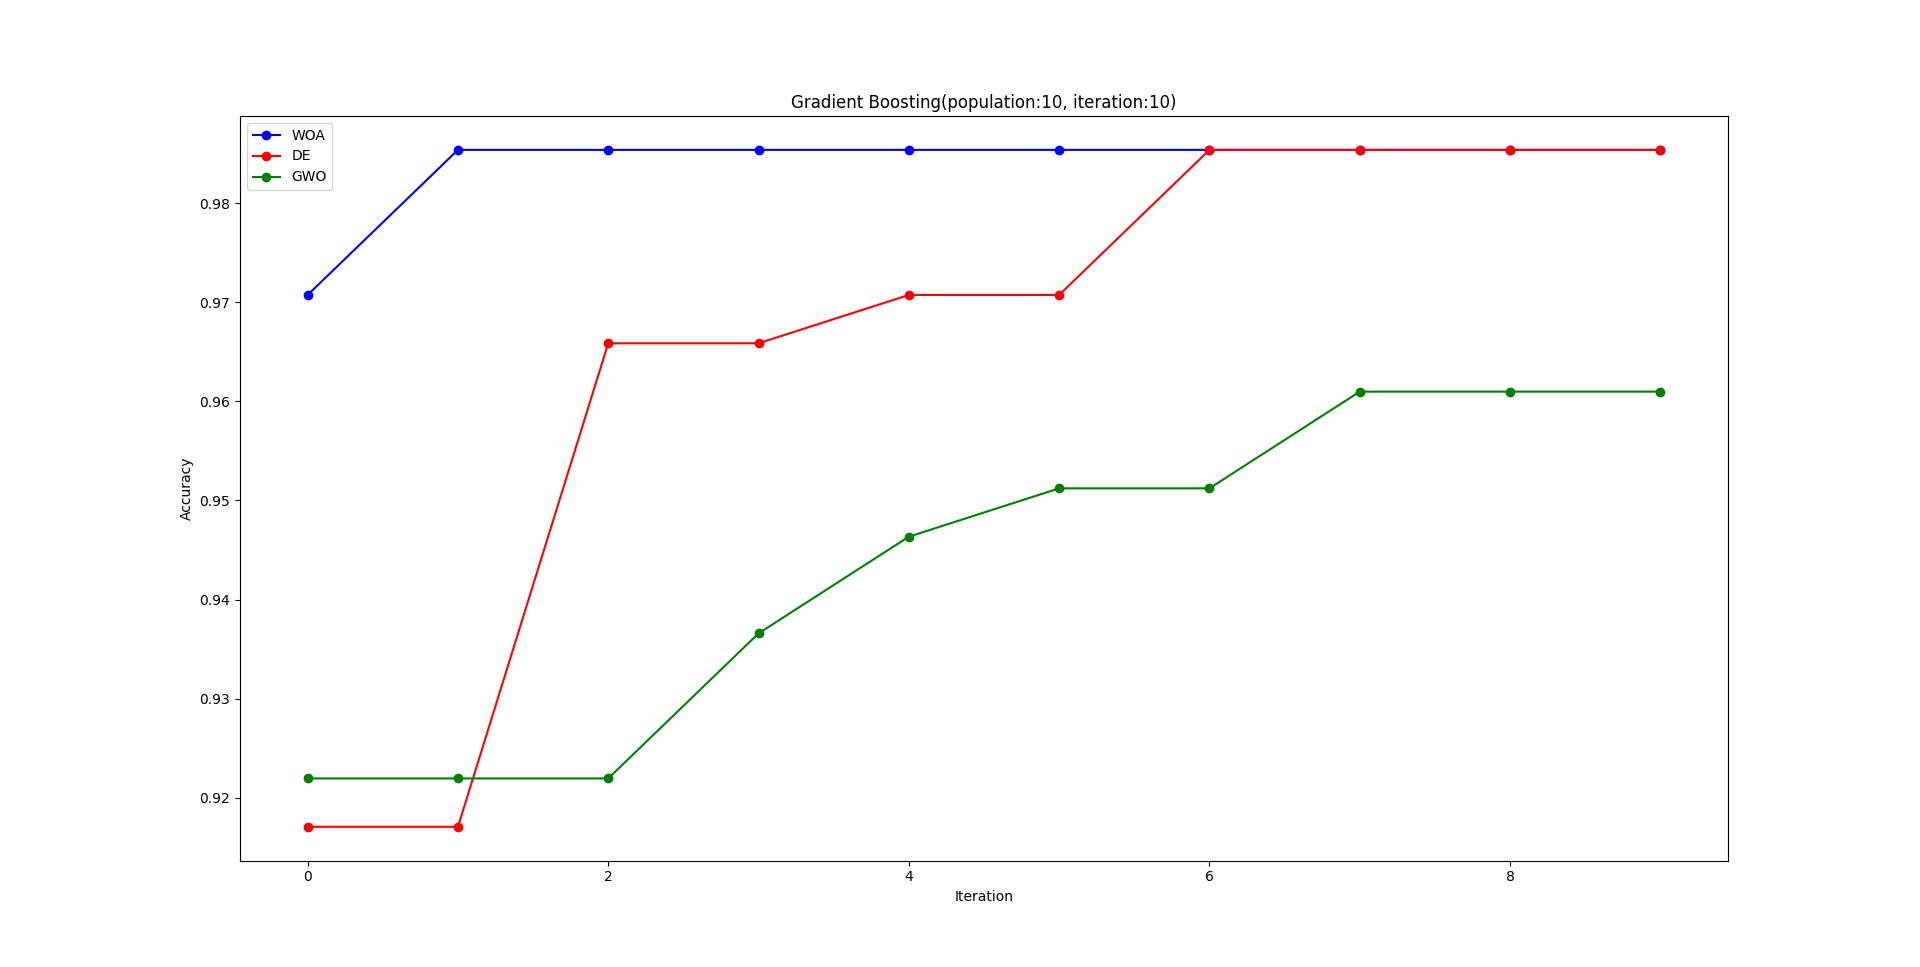 Gradient Boosting(population:10, iteration:10)
WOA
DE
GWO
0.98
0.97
0.96
0.95
0.94
0.93
0.92
Accuracy
0 2 4 6 8
Iteration